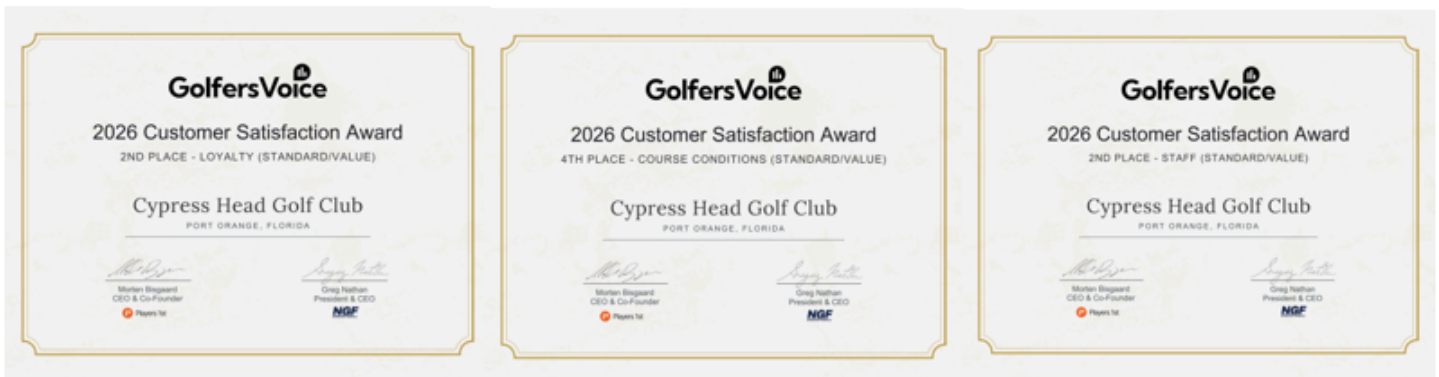 GolfersVoice
2026 Customer Satisfaction Award
2ND PLACE - LOYALTY (STANDARD/VALUE)
Cypress Head Golf Club
PORT ORANGE, FLORIDA
Morten Bisgaard
CEO & Co-Founder
Players 1st
Greg Nathan
President & CEO
NGF
GolfersVoice
2026 Customer Satisfaction Award
4TH PLACE - COURSE CONDITIONS (STANDARD/VALUE)
Cypress Head Golf Club
PORT ORANGE, FLORIDA
Morten Bisgaard
CEO & Co-Founder
Players 1st
Greg Nathan
President & CEO
NGF
GolfersVoice
2026 Customer Satisfaction Award
2ND PLACE - STAFF (STANDARD/VALUE)
Cypress Head Golf Club
PORT ORANGE, FLORIDA
Morten Bisgaard
CEO & Co-Founder
Players 1st
Greg Nathan
President & CEO
NGF